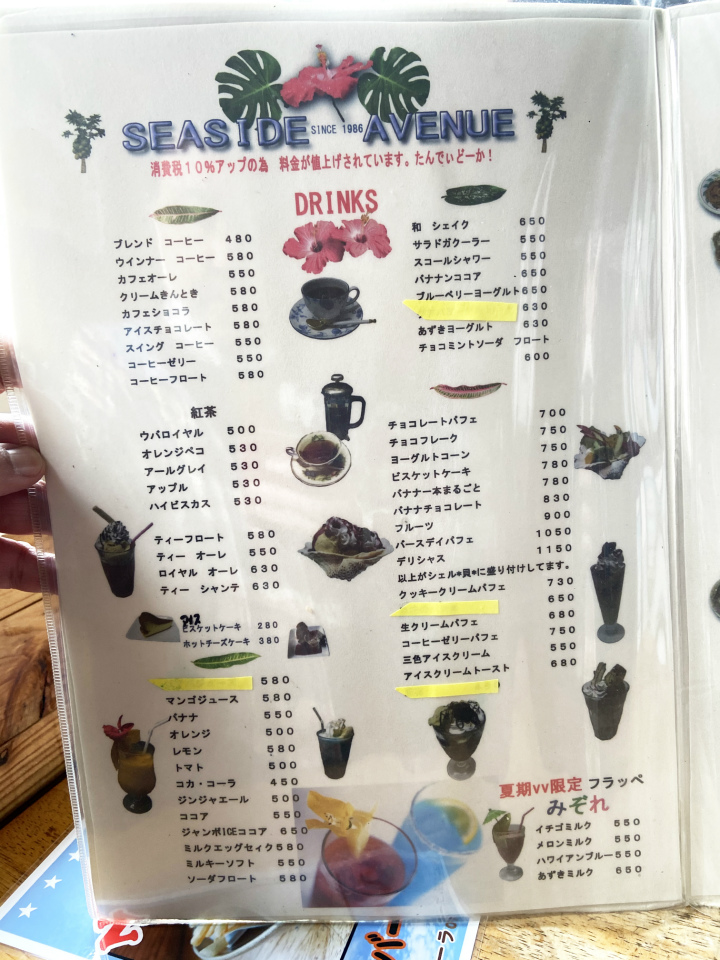 SEASIDE SINCE 1986 AVENUE
消費税10%アップの為　料金が値上げされています。たんでぃどーか！
DRINKS
ブレンド　コーヒー 480
ウインナー　コーヒー 580
カフェオーレ 550
クリームきんとき 580
カフェショコラ 580
アイスチョコレート 580
スイング　コーヒー 550
コーヒーゼリー 550
コーヒーフロート 580
和　シェイク 650
サラドガクーラー 550
スコールシャワー 550
バナナンココア 650
ブルーベリーヨーグルト 650
630
あずきヨーグルト 630
チョコミントソーダ　フロート
600
紅茶
ウバロイヤル 500
オレンジペコ 530
アールグレイ 530
アップル 530
ハイビスカス 530
ティーフロート 580
ティー　オーレ 550
ロイヤル　オーレ 630
ティー　シャンテ 630
アイス
ビスケットケーキ 280
ホットチーズケーキ 380
チョコレートパフェ 700
チョコフレーク 750
ヨーグルトコーン 750
ビスケットケーキ 780
バナナ一本まるごと 780
バナナチョコレート 830
フルーツ 900
バースデイパフェ 1050
デリシャス 1150
以上がシェル*貝*に盛り付けしてます。
クッキークリームパフェ 730
650
生クリームパフェ 680
コーヒーゼリーパフェ 750
三色アイスクリーム 550
アイスクリームトースト 680
580
マンゴジュース 580
バナナ 550
オレンジ 500
レモン 580
トマト 500
コカ・コーラ 450
ジンジャエール 500
ココア 550
ジャンボICEココア 650
ミルクエッグセィク 580
ミルキーソフト 550
ソーダフロート 580
夏期vv限定 フラッペ
みぞれ
イチゴミルク 550
メロンミルク 550
ハワイアンブルー 550
あずきミルク 650